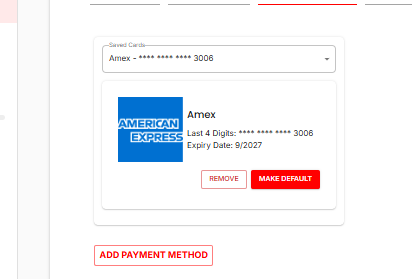 Saved Cards
Amex - **** **** **** 3006
AMERICAN
EXPRESS
Amex
Last 4 Digits: **** **** **** 3006
Expiry Date: 9/2027
REMOVE
MAKE DEFAULT
ADD PAYMENT METHOD